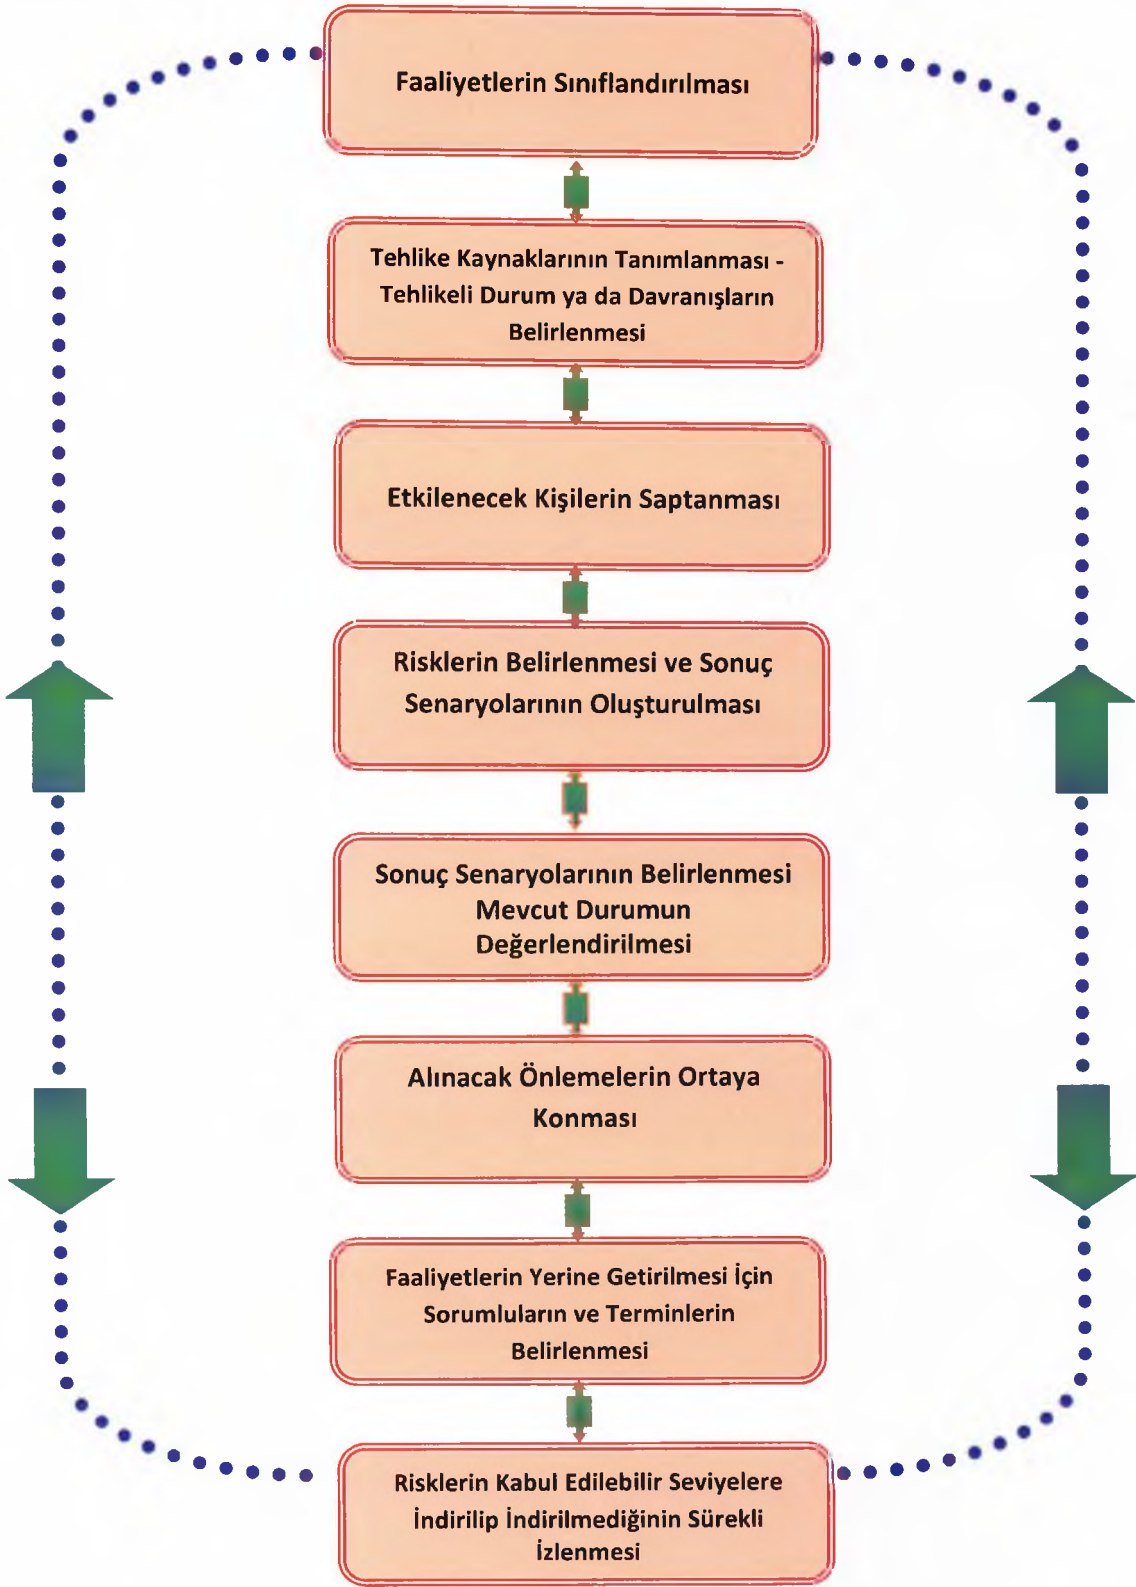 Faaliyetlerin Sınıflandırılması
Tehlike Kaynaklarının Tanımlanması -
Tehlikeli Durum ya da Davranışların
Belirlenmesi
Etkilenecek Kişilerin Saptanması
Risklerin Belirlenmesi ve Sonuç
Senaryolarının Oluşturulması
Sonuç Senaryolarının Belirlenmesi
Mevcut Durumun
Değerlendirilmesi
Alınacak Önlemelerin Ortaya
Konması
Faaliyetlerin Yerine Getirilmesi İçin
Sorumluların ve Terminlerin
Belirlenmesi
Risklerin Kabul Edilebilir Seviyelere
İndirilip İndirilmediğinin Sürekli
İzlenmesi